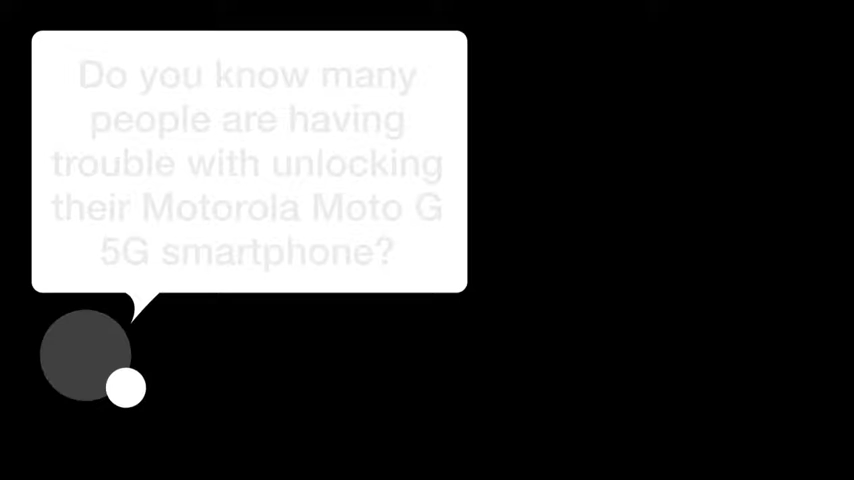 Do you know many
people are having
trouble with unlocking
their Motorola Moto G
5G smartphone?